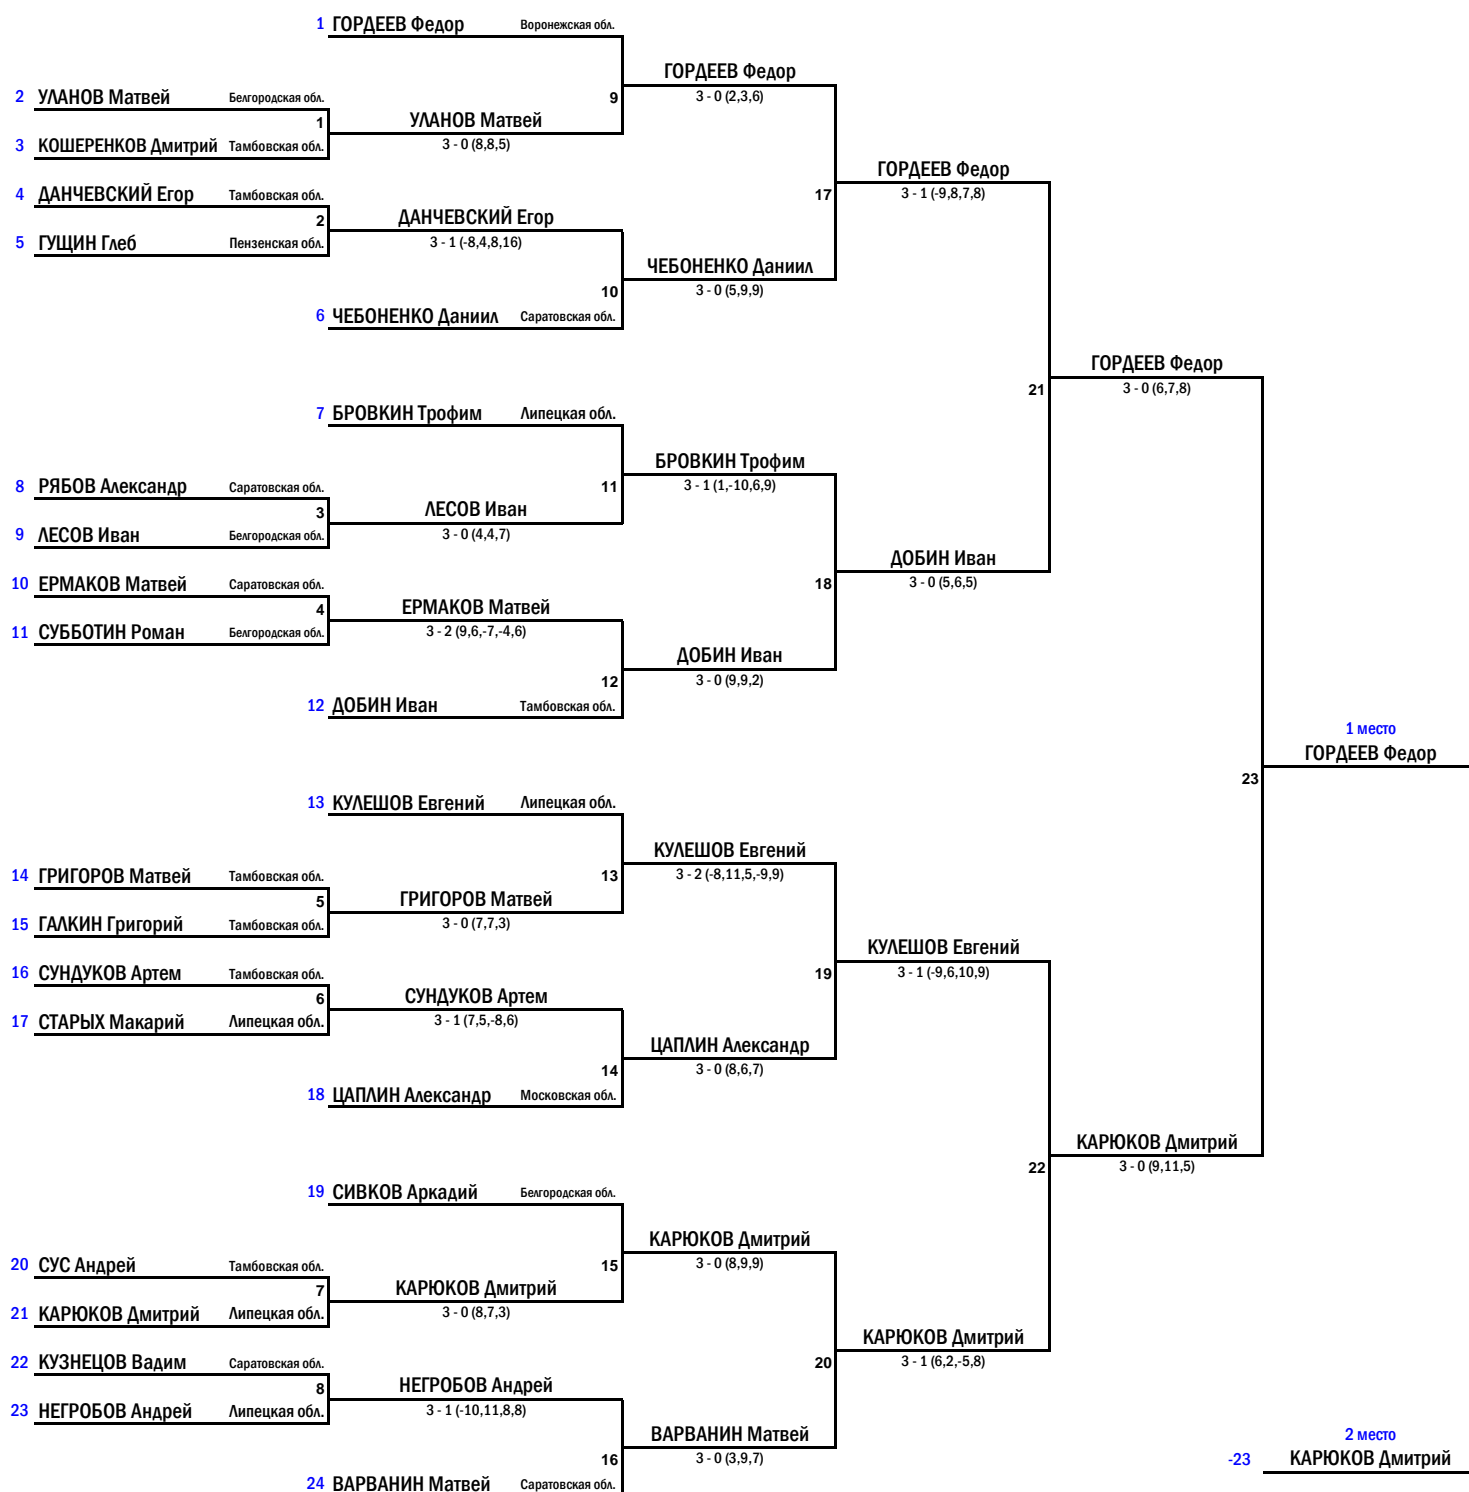 1 ГОРДЕЕВ Федор Воронежская обл.
ГОРДЕЕВ Федор
2 УЛАНОВ Матвей Белгородская обл.
9
3 - 0 (2,3,6)
1
УЛАНОВ Матвей
3 КОШЕРЕНКОВ Дмитрий Тамбовская обл.
3 - 0 (8,8,5)
ГОРДЕЕВ Федор
4 ДАНЧЕВСКИЙ Егор Тамбовская обл.
17
3 - 1 (-9,8,7,8)
2
ДАНЧЕВСКИЙ Егор
5 ГУЩИН Глеб Пензенская обл.
3 - 1 (-8,4,8,16)
ЧЕБОНЕНКО Даниил
10
3 - 0 (5,9,9)
6 ЧЕБОНЕНКО Даниил Саратовская обл.
ГОРДЕЕВ Федор
21
3 - 0 (6,7,8)
7 БРОВКИН Трофим Липецкая обл.
БРОВКИН Трофим
8 РЯБОВ Александр Саратовская обл.
11
3 - 1 (1,-10,6,9)
3
ЛЕСОВ Иван
9 ЛЕСОВ Иван Белгородская обл.
3 - 0 (4,4,7)
ДОБИН Иван
10 ЕРМАКОВ Матвей Саратовская обл.
18
3 - 0 (5,6,5)
4
ЕРМАКОВ Матвей
11 СУББОТИН Роман Белгородская обл.
3 - 2 (9,6,-7,-4,6)
ДОБИН Иван
12
3 - 0 (9,9,2)
12 ДОБИН Иван Тамбовская обл.
1 место
ГОРДЕЕВ Федор
23
13 КУЛЕШОВ Евгений Липецкая обл.
КУЛЕШОВ Евгений
14 ГРИГОРОВ Матвей Тамбовская обл.
13
3 - 2 (-8,11,5,-9,9)
5
ГРИГОРОВ Матвей
15 ГАЛКИН Григорий Тамбовская обл.
3 - 0 (7,7,3)
КУЛЕШОВ Евгений
16 СУНДУКОВ Артем Тамбовская обл.
19
3 - 1 (-9,6,10,9)
6
СУНДУКОВ Артем
17 СТАРЫХ Макарий Липецкая обл.
3 - 1 (7,5,-8,6)
ЦАПЛИН Александр
14
3 - 0 (8,6,7)
18 ЦАПЛИН Александр Московская обл.
КАРЮКОВ Дмитрий
22
3 - 0 (9,11,5)
19 СИВКОВ Аркадий Белгородская обл.
КАРЮКОВ Дмитрий
20 СУС Андрей Тамбовская обл.
15
3 - 0 (8,9,9)
7
КАРЮКОВ Дмитрий
21 КАРЮКОВ Дмитрий Липецкая обл.
3 - 0 (8,7,3)
КАРЮКОВ Дмитрий
22 КУЗНЕЦОВ Вадим Саратовская обл.
20
3 - 1 (6,2,-5,8)
8
НЕГРОБОВ Андрей
23 НЕГРОБОВ Андрей Липецкая обл.
3 - 1 (-10,11,8,8)
ВАРВАНИН Матвей
2 место
16
3 - 0 (3,9,7)
-23 КАРЮКОВ Дмитрий
24 ВАРВАНИН Матвей Саратовская обл.